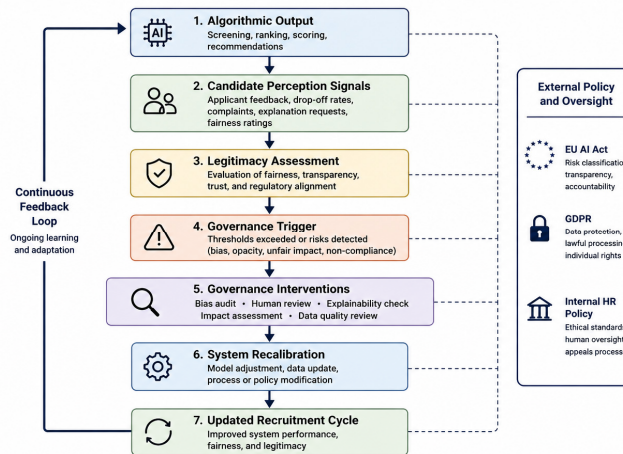 AI
1. Algorithmic Output
Screening, ranking, scoring,
recommendations
2. Candidate Perception Signals
Applicant feedback, drop-off rates,
complaints, explanation requests,
fairness ratings
3. Legitimacy Assessment
Evaluation of fairness, transparency,
trust, and regulatory alignment
4. Governance Trigger
Thresholds exceeded or risks detected
(bias, opacity, unfair impact, non-compliance)
5. Governance Interventions
Bias audit • Human review • Explainability check
Impact assessment • Data quality review
6. System Recalibration
Model adjustment, data update,
process or policy modification
7. Updated Recruitment Cycle
Improved system performance,
fairness, and legitimacy
Continuous
Feedback
Loop
Ongoing learning
and adaptation
External Policy
and Oversight
EU AI Act
Risk classificatio
transparency,
accountability
GDPR
Data protection,
lawful processin
individual rights
Internal HR
Policy
Ethical standards
human oversight
appeals process